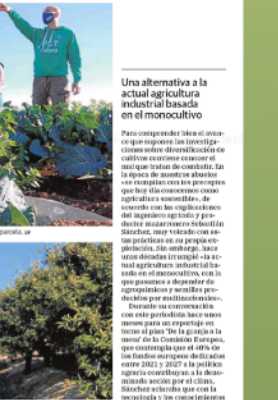 Una alternativa a la
actual agricultura
industrial basada
en el monocultivo
Para comprender bien el avan-
ce que suponen las investiga-
ciones sobre diversificación de
cultivos conviene conocer el
mal que tratan de combatir. En
la época de nuestros abuelos
«se cumplían con los preceptos
que hoy día conocemos como
agricultura sostenible», de
acuerdo con las explicaciones
del ingeniero agrícola y pro-
ductor mazarronero Sebastián
Sánchez, muy volcado con es-
tas prácticas en su propia ex-
plotación. Sin embargo, hace
unas décadas irrumpió «la ac-
tual agricultura industrial ba-
sada en el monocultivo, con la
que pasamos a depender de
agroquímicos y semillas pro-
ducidos por multinacionales».
Durante su conversación
con este periodista hace unos
meses para un reportaje en
torno al plan 'De la granja a la
mesa' de la Comisión Europea,
que contempla que el 40% de
los fondos europeos dedicados
entre 2021 y 2027 a la política
agraria contribuyan a la deno-
minada acción por el clima,
Sánchez aclaraba que con la
tecnología y los conocimientos
parcela.